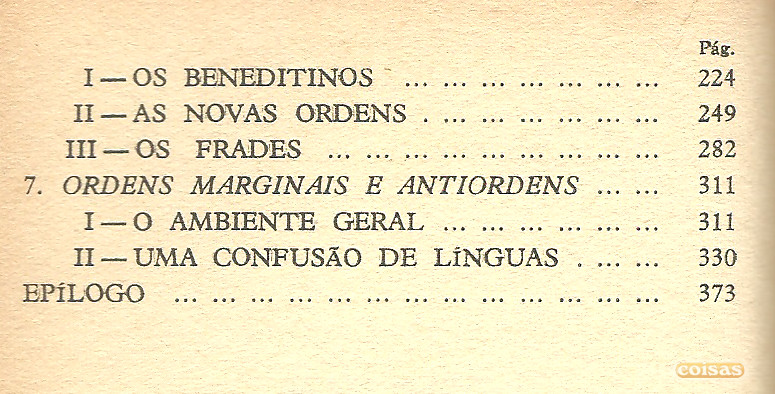 Pág.
I — OS BENEDITINOS ... ... ... ... ... ... ... 224
II — AS NOVAS ORDENS . ... ... ... ... ... ... 249
III — OS FRADES ... ... ... ... ... ... ... ... ... 282
7. ORDENS MARGINAIS E ANTIORDENS ... ... 311
I — O AMBIENTE GERAL ... ... ... ... ... ... 311
II — UMA CONFUSÃO DE LÍNGUAS . ... ... 330
EPÍLOGO ... ... ... ... ... ... ... ... ... ... ... ... ... 373
coisas